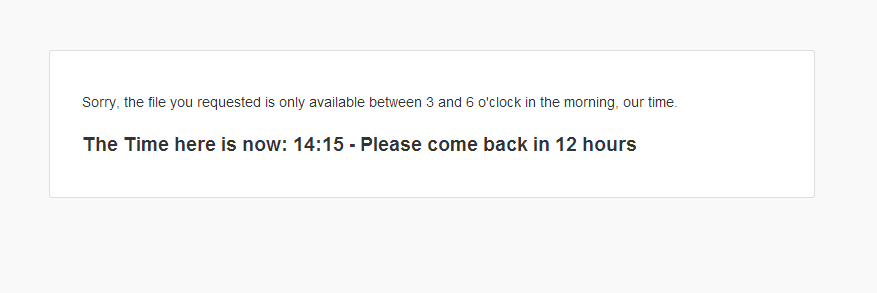 Sorry, the file you requested is only available between 3 and 6 o'clock in the morning, our time.
The Time here is now: 14:15 - Please come back in 12 hours